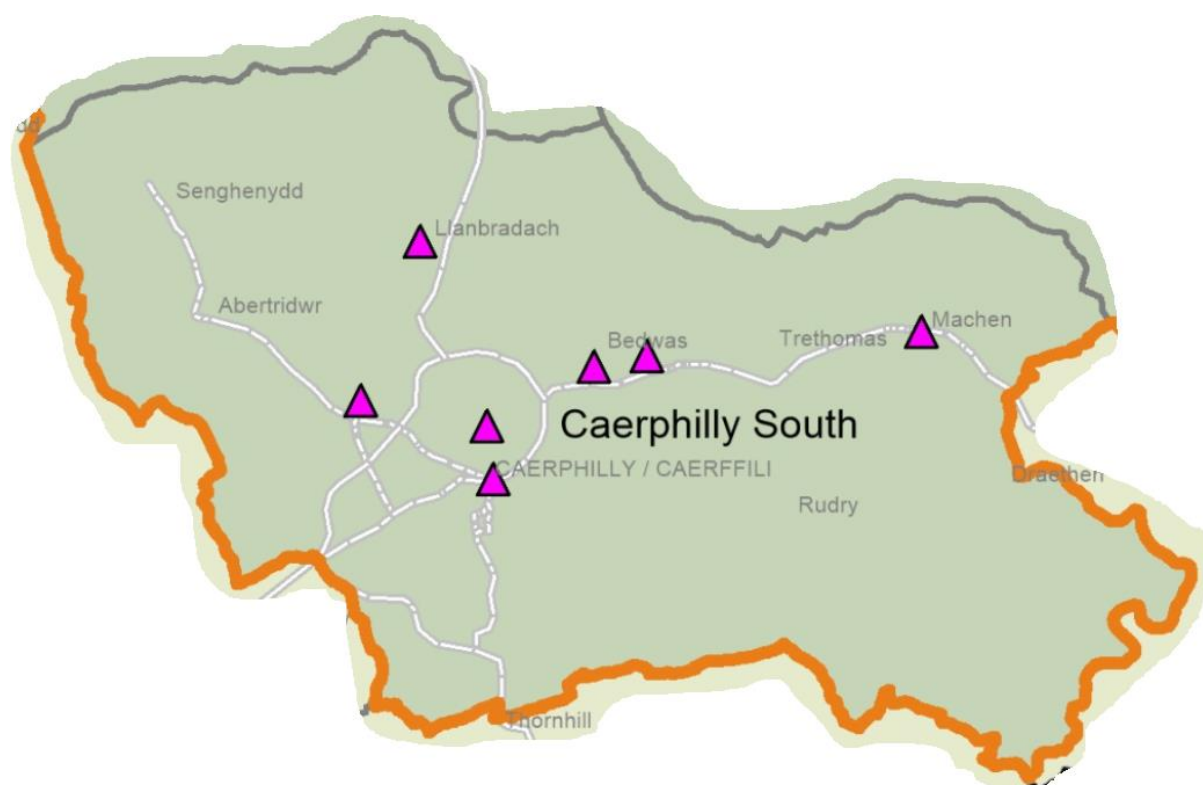 Senghenydd
Llanbradach
Abertridwr
Machen
Trethomas
Bedwas
Caerphilly South
CAERPHILLY / CAERFFILI
Draethen
Rudry
Thornhill